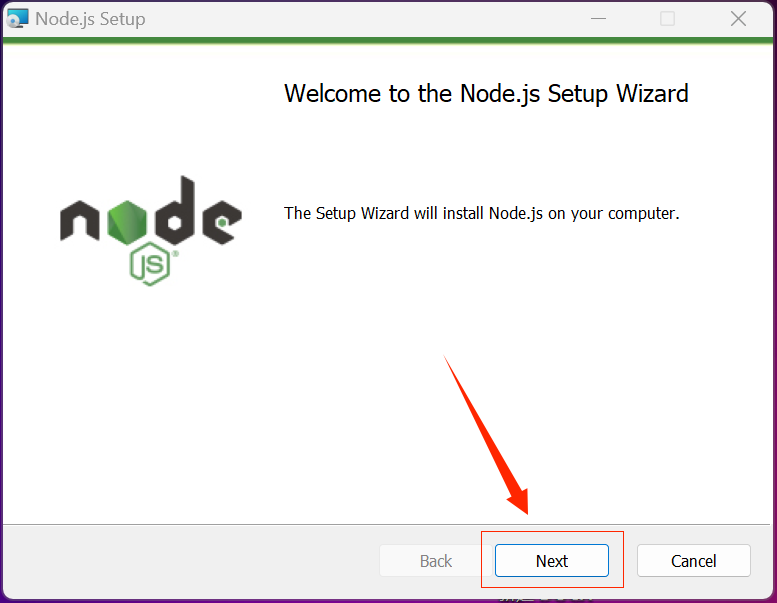 Node.js Setup
Welcome to the Node.js Setup Wizard
node
JS
®
The Setup Wizard will install Node.js on your computer.
Back
Next
Cancel